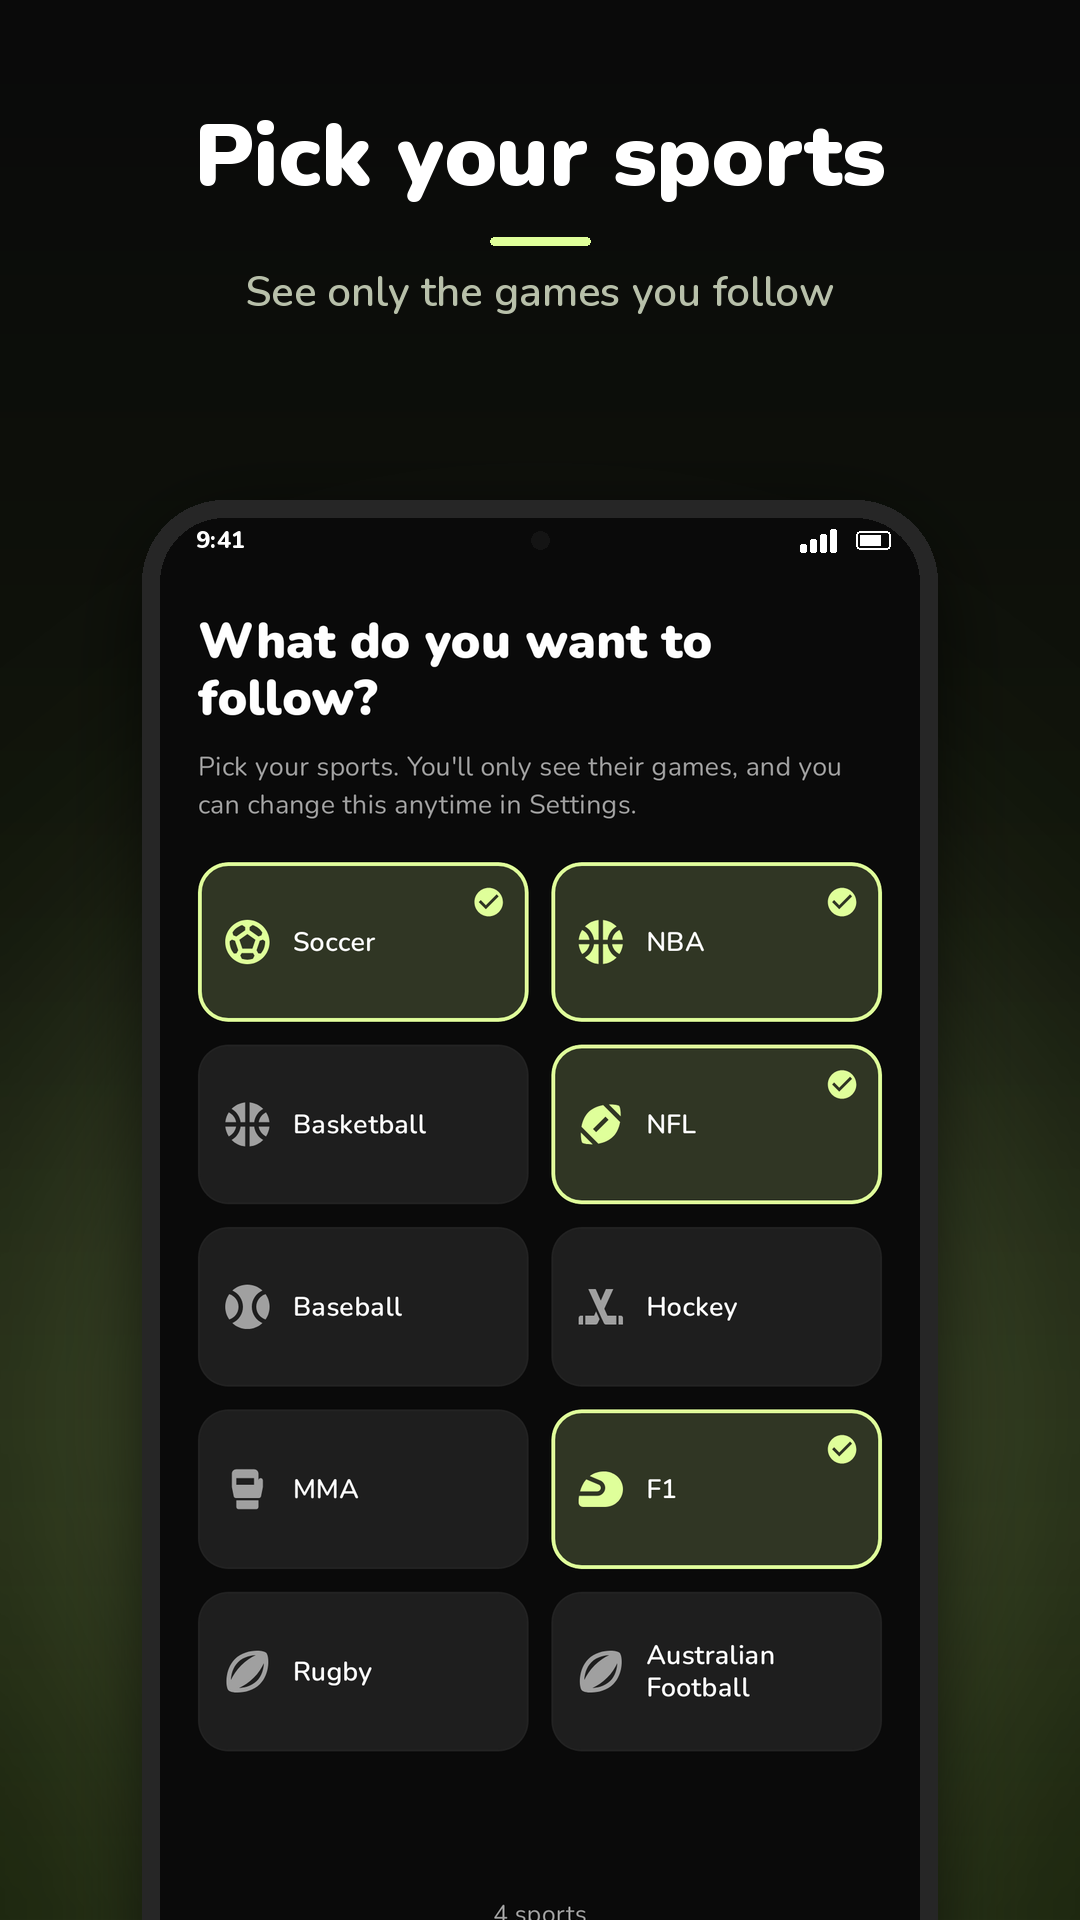 Pick your sports
See only the games you follow
9:41
What do you want to
follow?
Pick your sports. You'll only see their games, and you
can change this anytime in Settings.
Soccer
NBA
Basketball
NFL
Baseball
Hockey
MMA
F1
Rugby
Australian
Football
4 sports